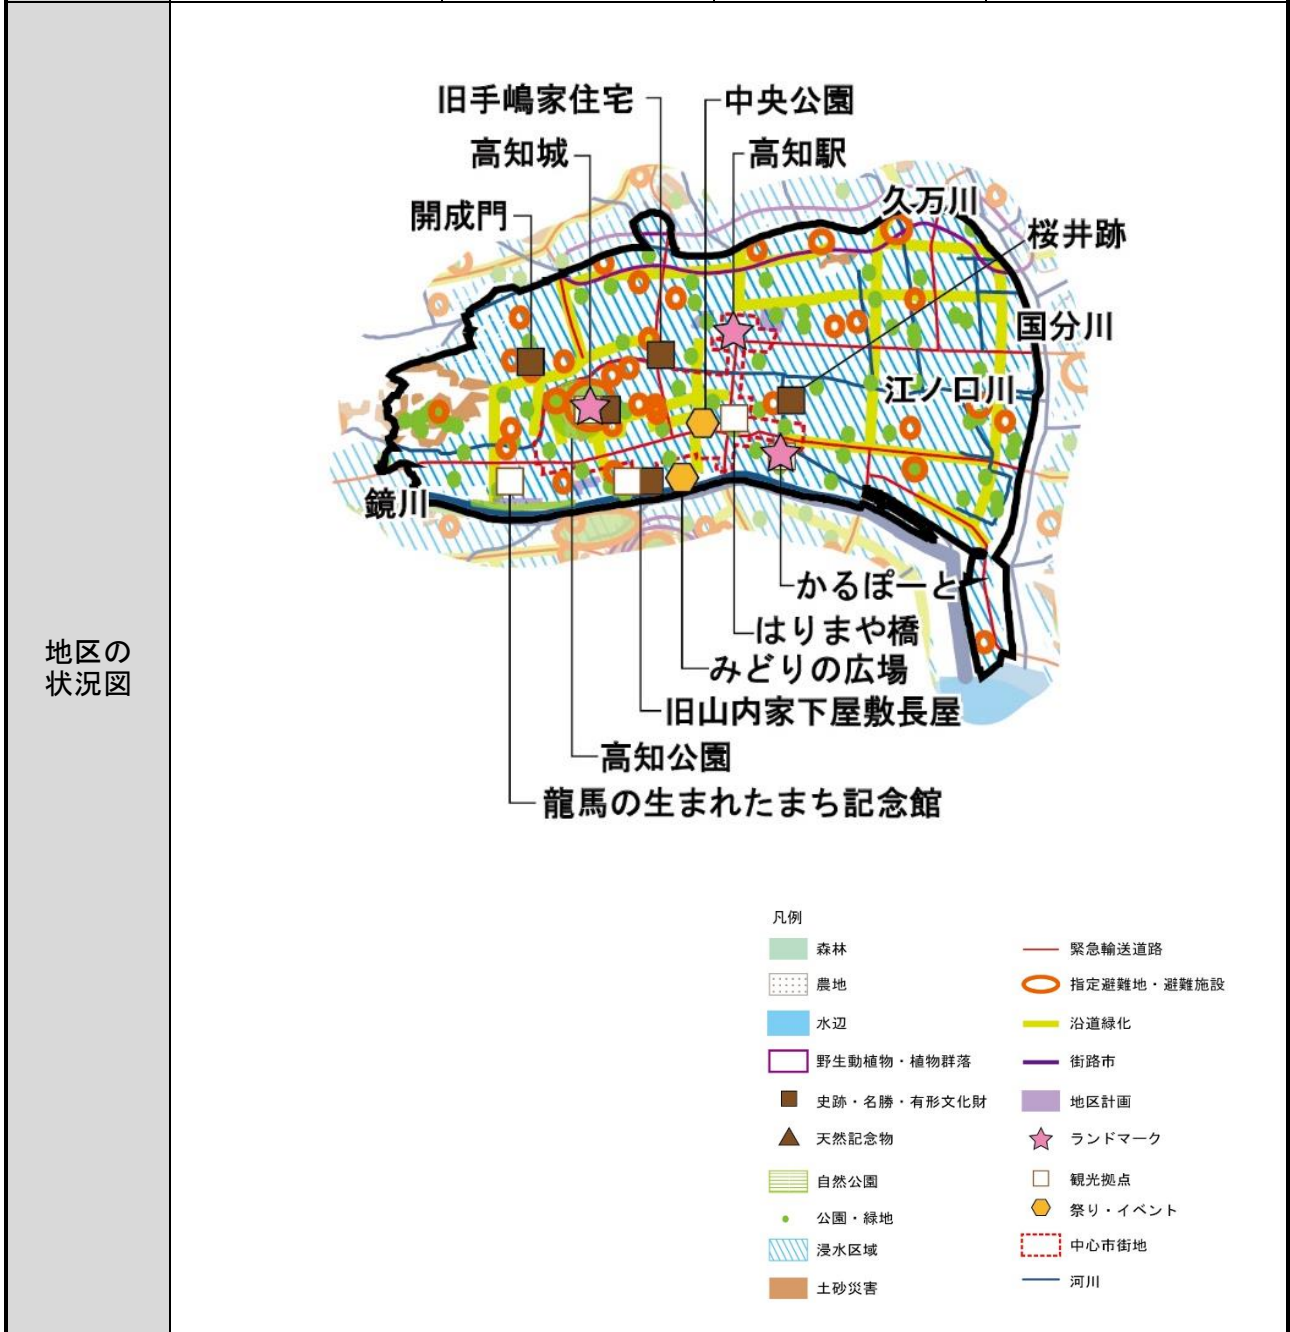 地区の
状況図
旧手嶋家住宅
中央公園
高知城
高知駅
開成門
久万川
桜井跡
国分川
江ノ口川
鏡川
かるぽーと
はりまや橋
みどりの広場
旧山内家下屋敷長屋
高知公園
龍馬の生まれたまち記念館
凡例
森林
農地
水辺
野生動植物・植物群落
史跡・名勝・有形文化財
天然記念物
自然公園
公園・緑地
浸水区域
土砂災害
緊急輸送道路
指定避難地・避難施設
沿道緑化
街路市
地区計画
ランドマーク
観光拠点
祭り・イベント
中心市街地
河川